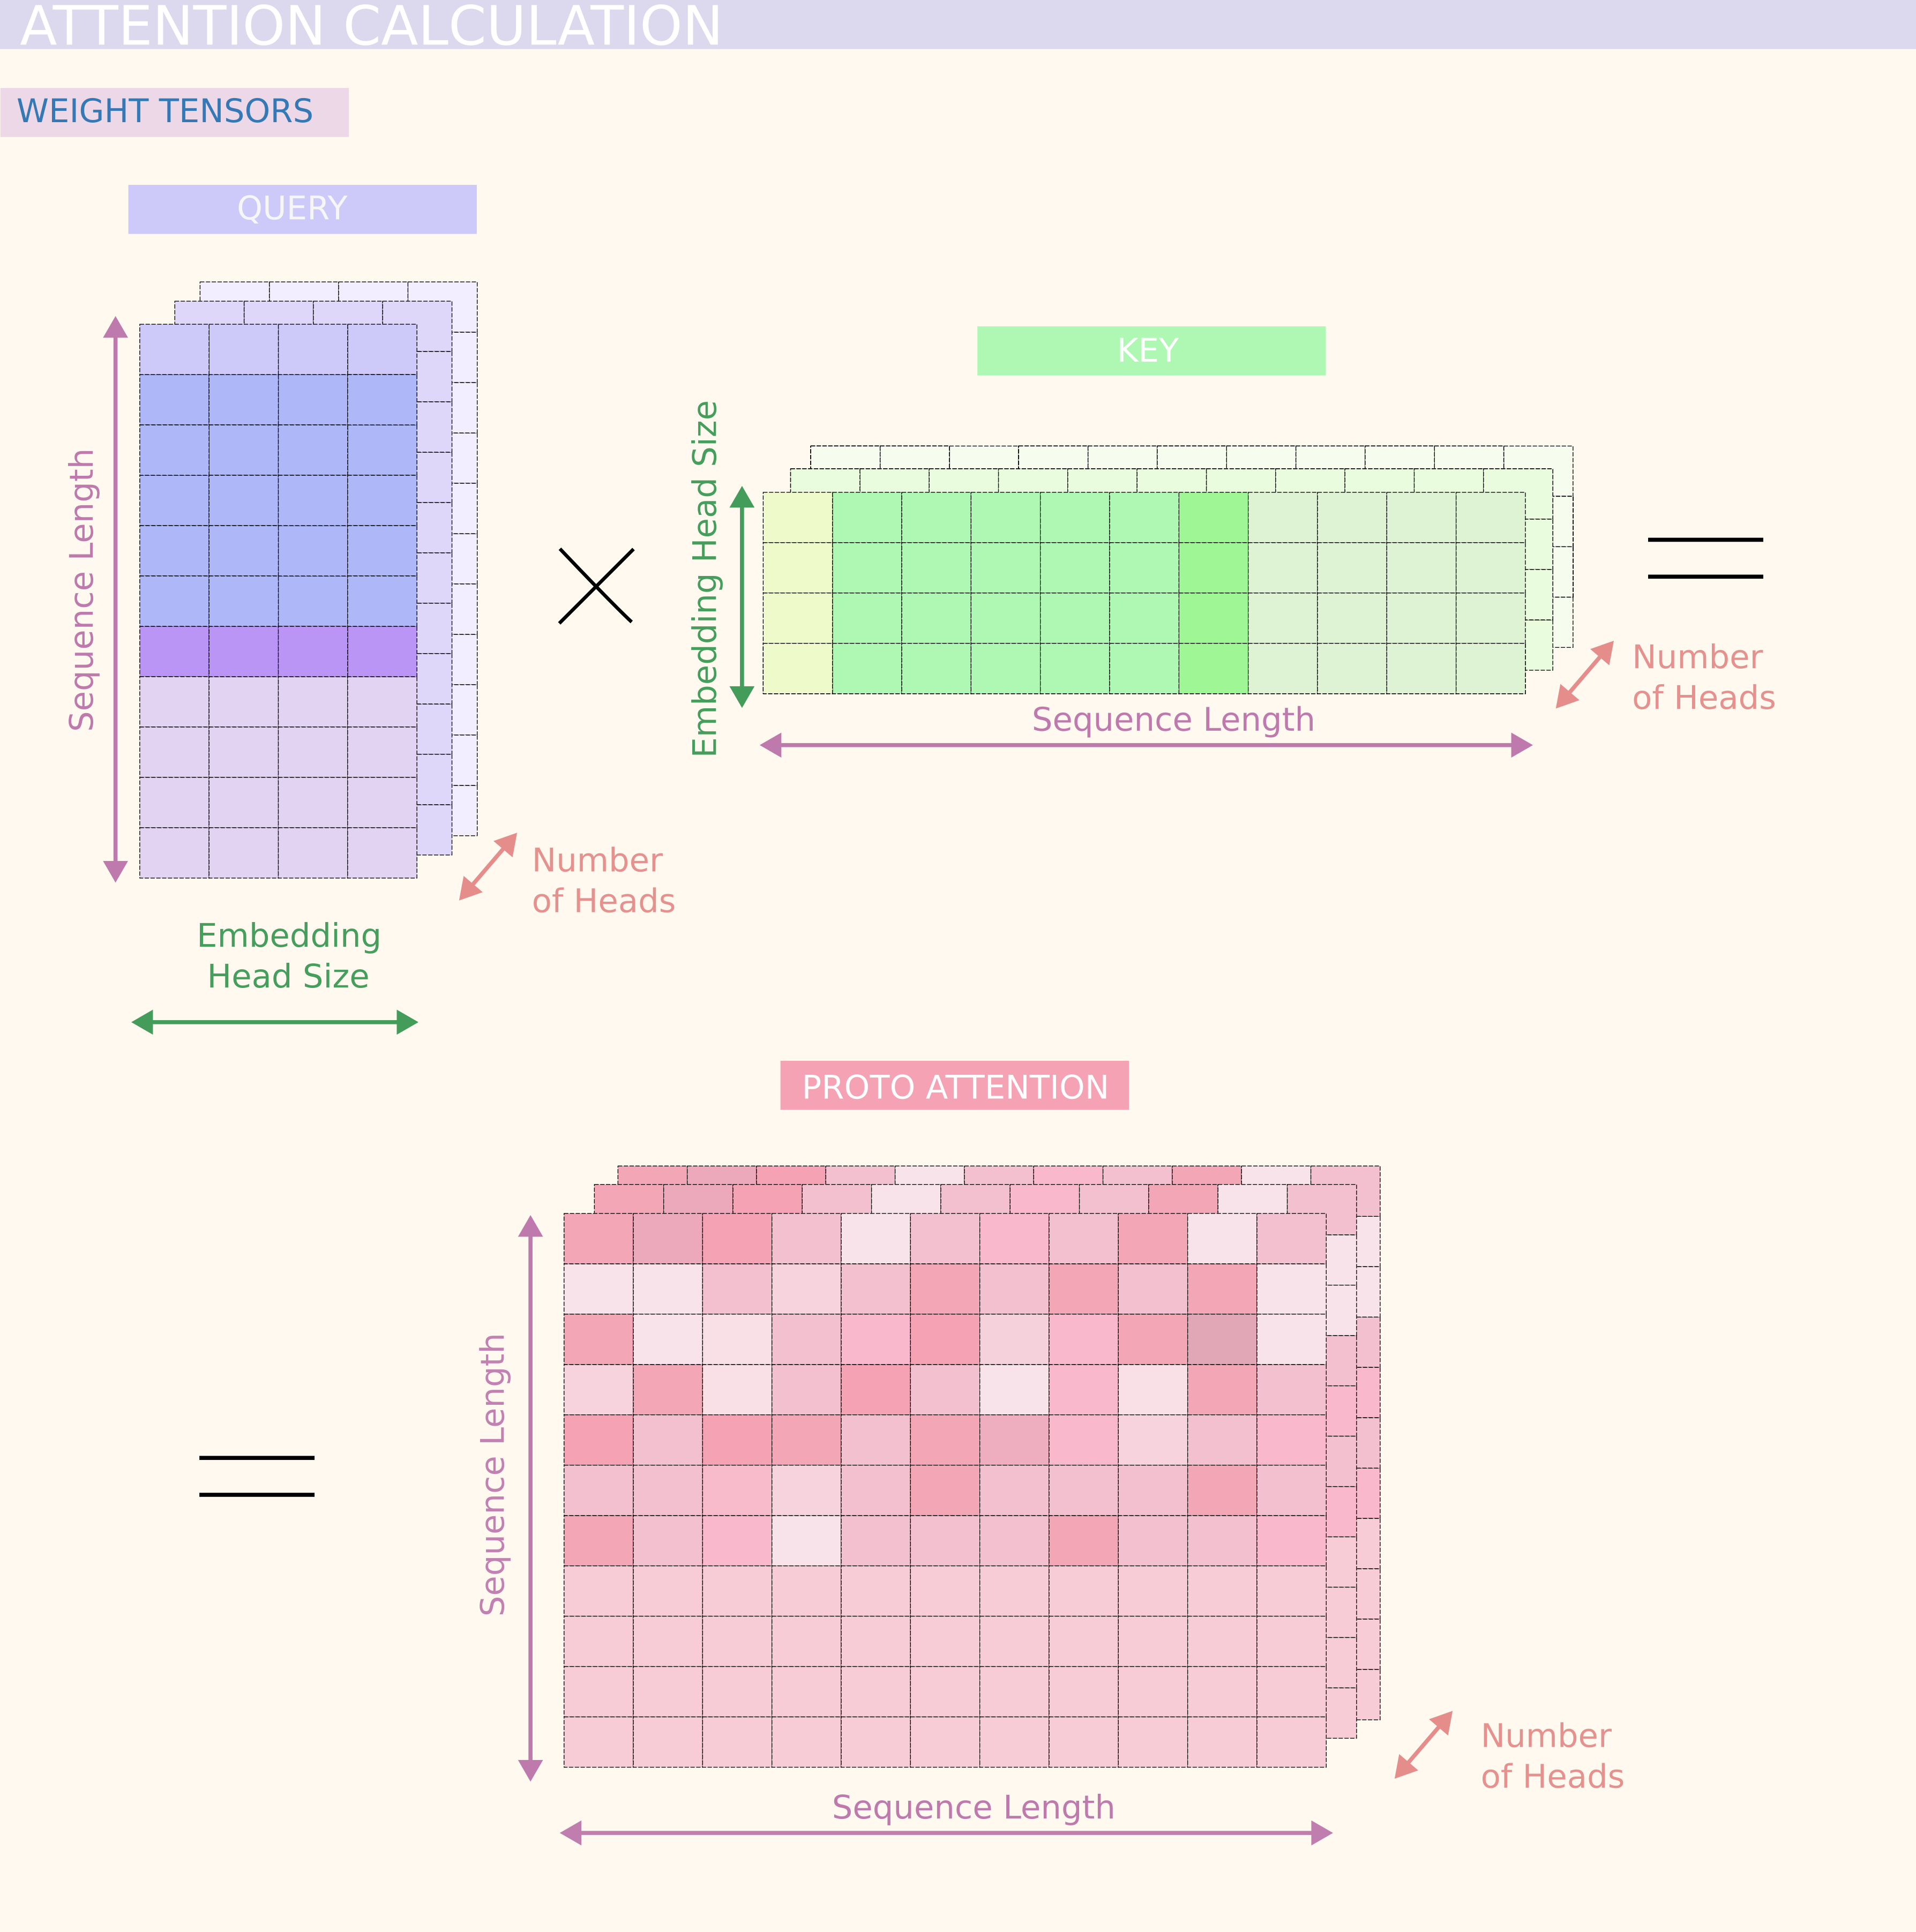 ATTENTION CALCULATION
WEIGHT TENSORS
QUERY
Sequence Length
Number
of Heads
Embedding
Head Size
KEY
Embedding Head Size
Sequence Length
Number
of Heads
PROTO ATTENTION
Sequence Length
Number
of Heads
Sequence Length